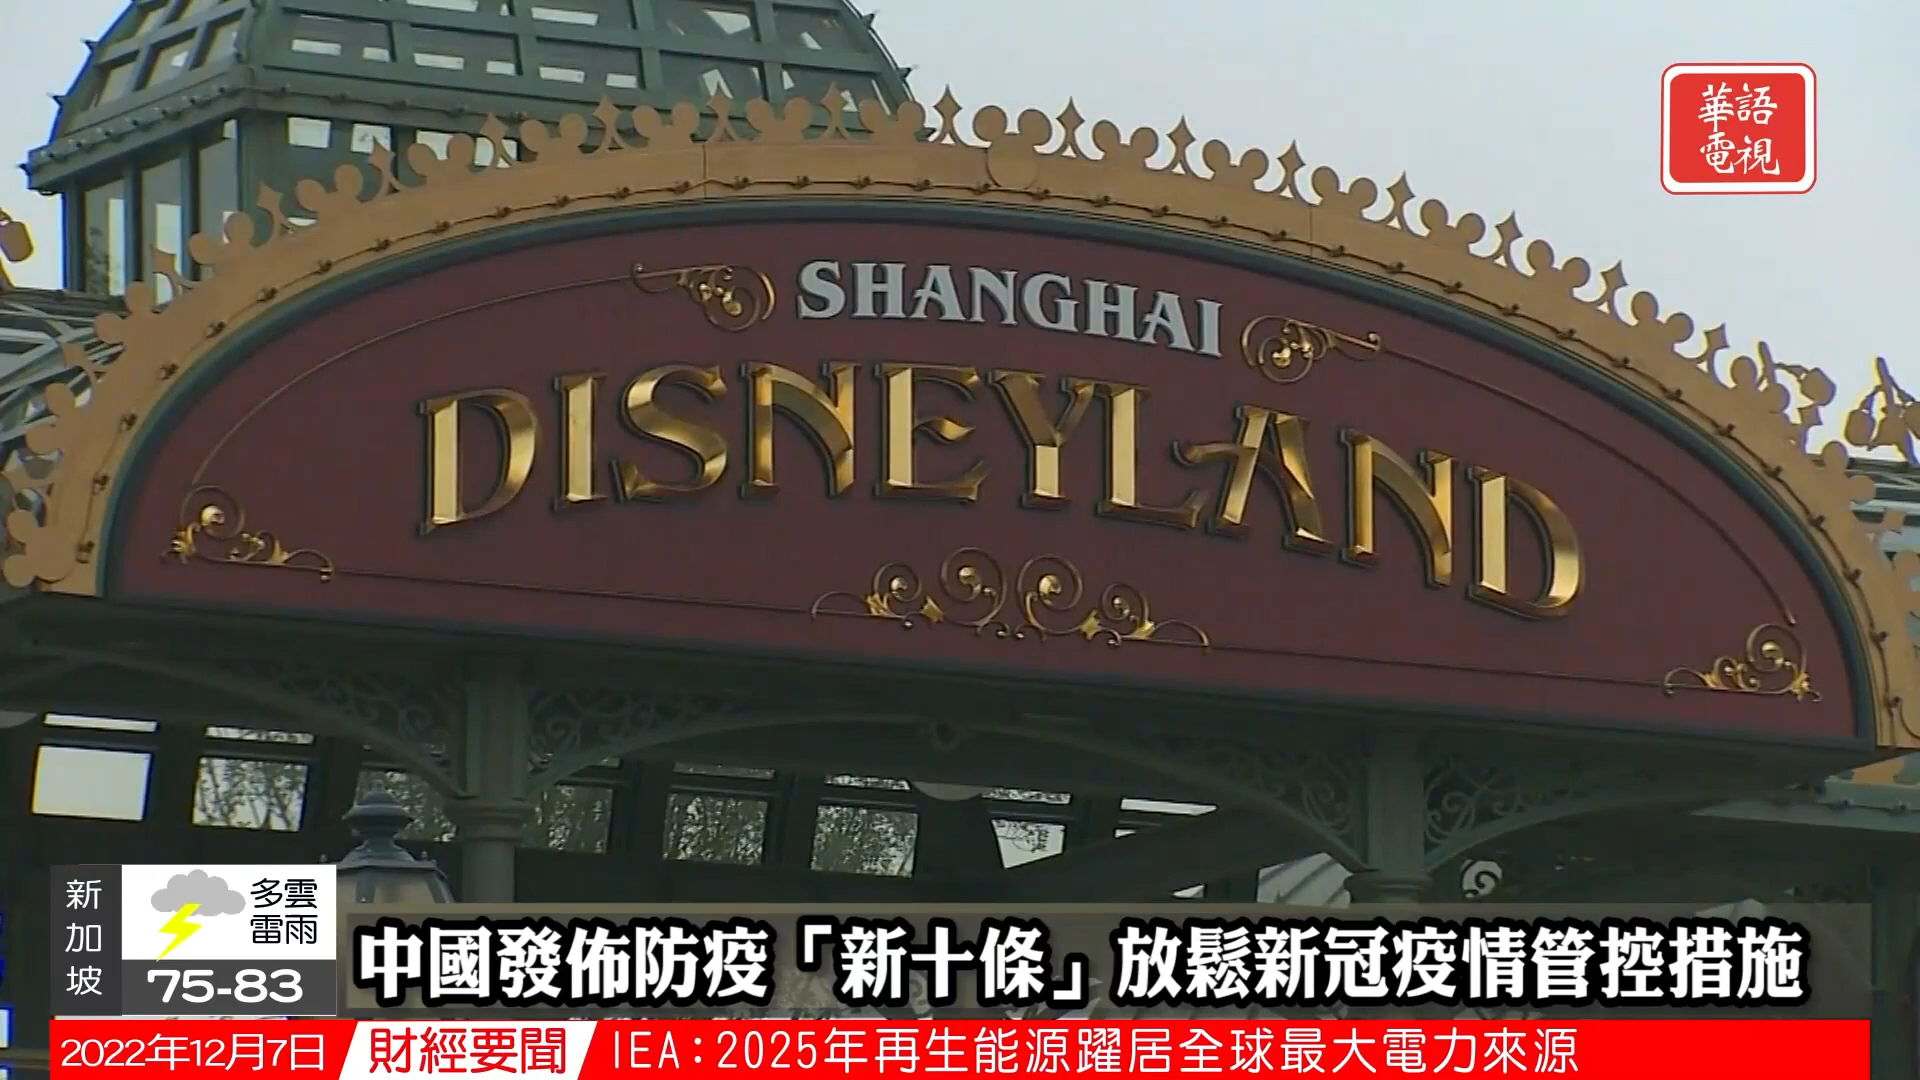 華語
電視
SHANGHAI
DISNEYLAND
新加坡
多雲
雷雨
75-83
中國發佈防疫「新十條」放鬆新冠疫情管控措施
2022年12月7日
財經要聞
IEA:2025年再生能源躍居全球最大電力來源